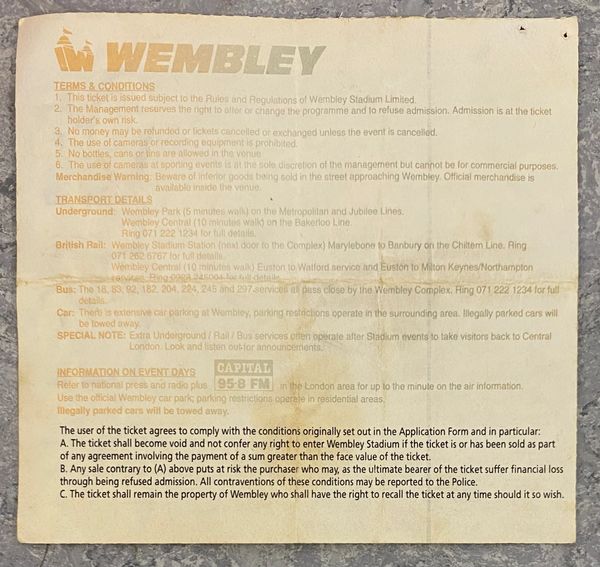 WEMBLEY
TERMS & CONDITIONS
1. This ticket is issued subject to the Rules and Regulations of Wembley Stadium Limited.
2. The Management reserves the right to alter or change the programme and to refuse admission. Admission is at the ticket
holder's own risk.
3. No money may be refunded or tickets cancelled or exchanged unless the event is cancelled.
4. The use of cameras or recording equipment is prohibited.
5. No bottles, cans or tins are allowed in the venue
6. The use of cameras at sporting events is at the sole discretion of the management but cannot be for commercial purposes.
Merchandise Warning: Beware of inferior goods being sold in the street approaching Wembley. Official merchandise is
available inside the venue.
TRANSPORT DETAILS
Underground: Wembley Park (5 minutes walk) on the Metropolitan and Jubilee Lines.
Wembley Central (10 minutes walk) on the Bakerloo Line.
Ring 071 222 1234 for full details.
British Rail: Wembley Stadium Station (next door to the Complex) Marylebone to Banbury on the Chiltern Line. Ring
071 262 6767 for full details.
Wembley Central (10 minutes walk) Euston to Watford service and Euston to Milton Keynes/Northampton
services. Ring for full details.
Bus: The 18, 83, 92, 182, 204, 224, 245 and 297 services all pass close by the Wembley Complex. Ring 071 222 1234 for full
details.
Car: There is extensive car parking at Wembley, parking restrictions operate in the surrounding area. Illegally parked cars will
be towed away.
SPECIAL NOTE: Extra Underground / Rail / Bus services often operate after Stadium events to take visitors back to Central
London. Look and listen out for announcements.
INFORMATION ON EVENT DAYS
Refer to national press and radio plus CAPITAL 95·8 FM in the London area for up to the minute on the air information.
Use the official Wembley car park; parking restrictions operate in residential areas.
Illegally parked cars will be towed away.
The user of the ticket agrees to comply with the conditions originally set out in the Application Form and in particular:
A. The ticket shall become void and not confer any right to enter Wembley Stadium if the ticket is or has been sold as part
of any agreement involving the payment of a sum greater than the face value of the ticket.
B. Any sale contrary to (A) above puts at risk the purchaser who may, as the ultimate bearer of the ticket suffer financial loss
through being refused admission. All contraventions of these conditions may be reported to the Police.
C. The ticket shall remain the property of Wembley who shall have the right to recall the ticket at any time should it so wish.